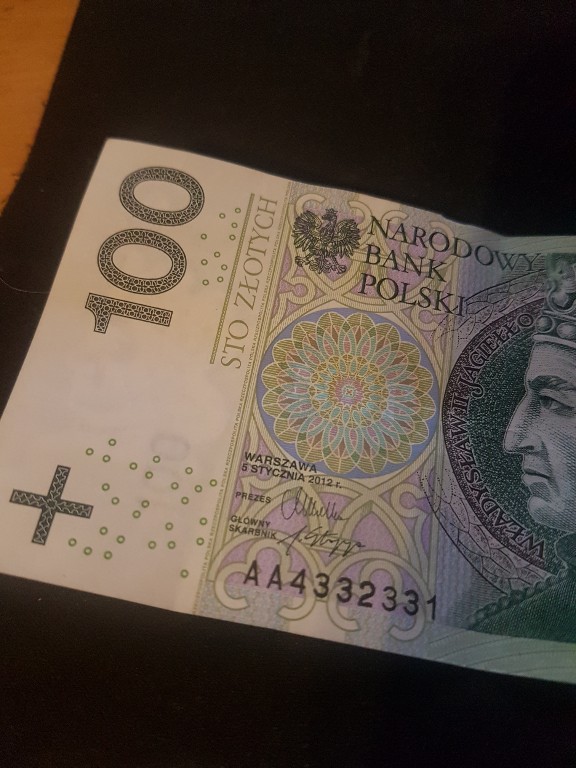 100
STO ZŁOTYCH
NARODOWY
BANK
POLSKI
WŁADYSŁAW II JAGIEŁŁO
WARSZAWA
5 STYCZNIA 2012 r.
PREZES
GŁÓWNY
SKARBNIK
AA4332331